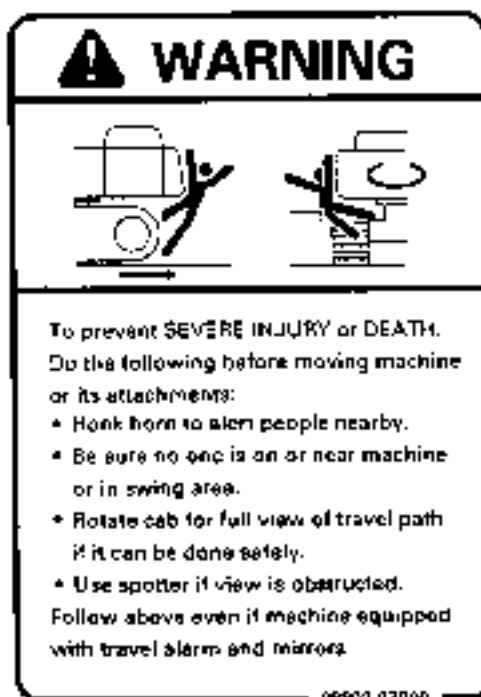 WARNING
To prevent SEVERE INJURY or DEATH.
Do the following before moving machine
or its attachments:
• Honk horn to alert people nearby.
• Be sure no one is on or near machine
or in swing area.
• Rotate cab for full view of travel path
if it can be done safely.
• Use spotter if view is obstructed.
Follow above even if machine equipped
with travel alarm and mirrors